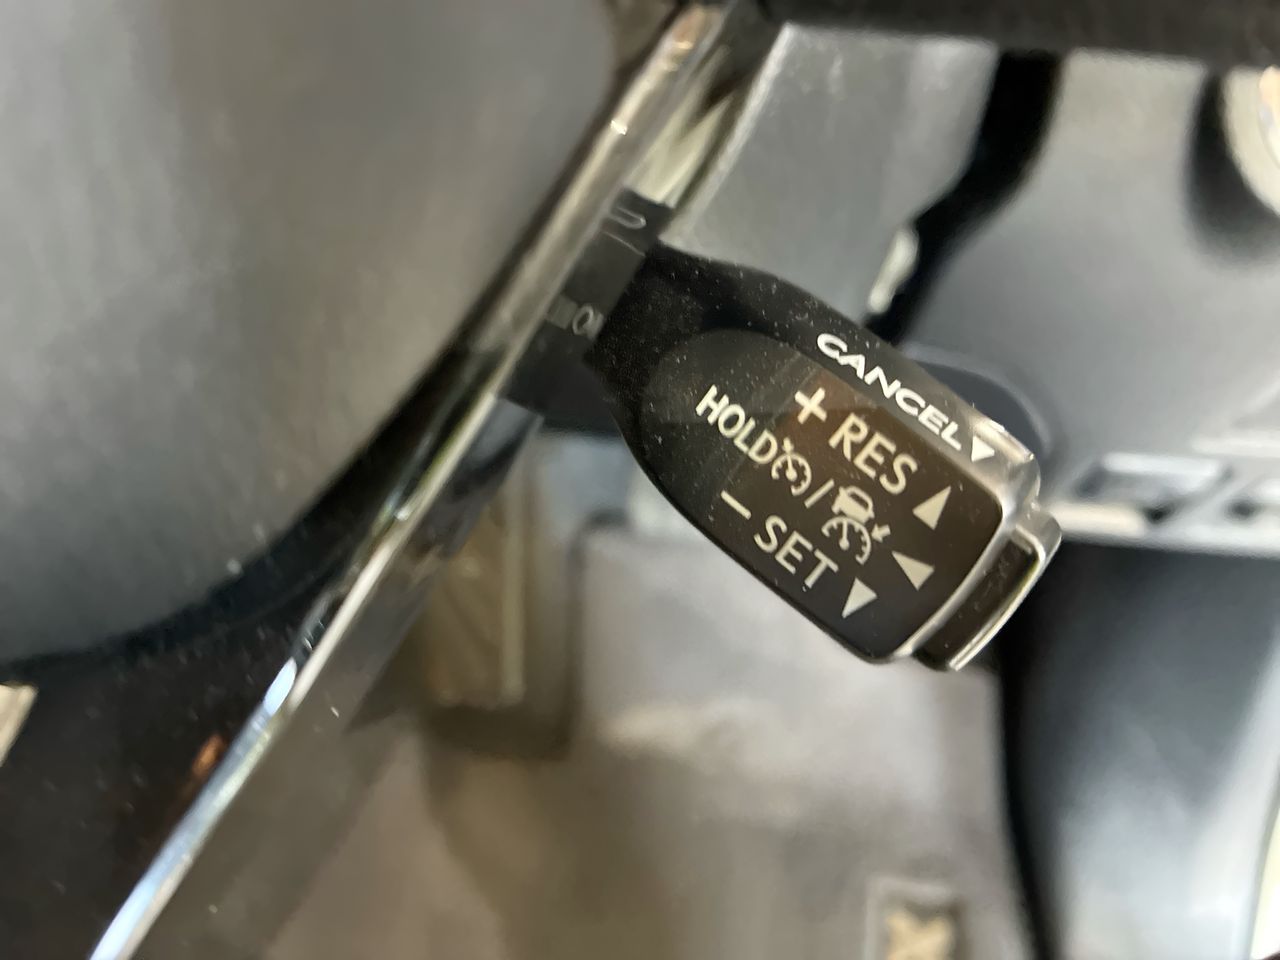 CANCEL▼
+ RES▲
HOLD / ▲
− SET▼